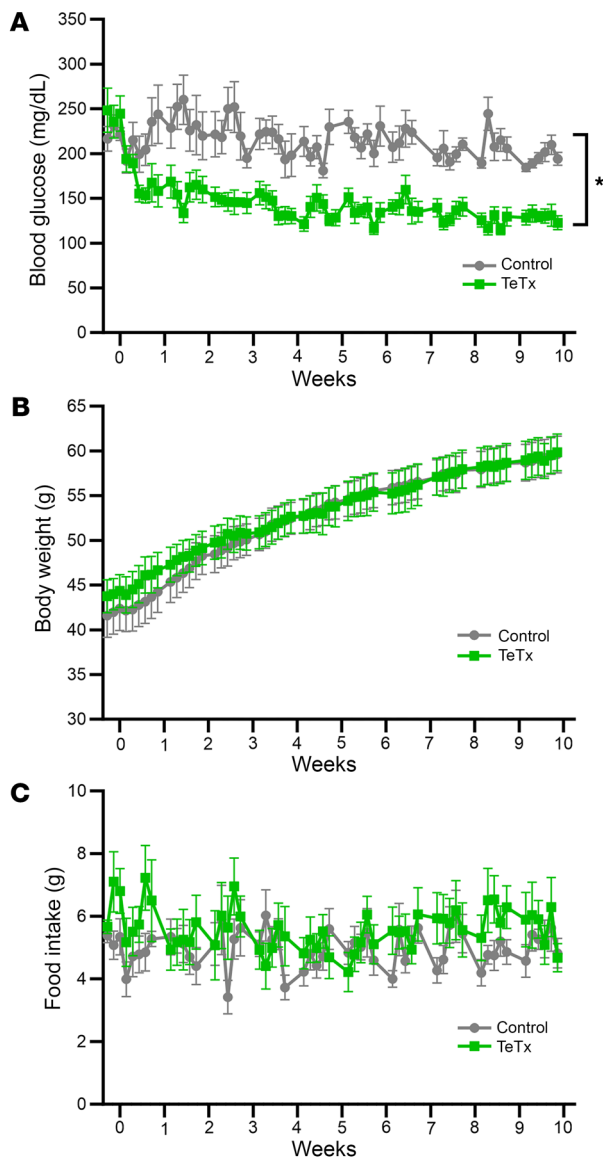 A
Blood glucose (mg/dL)
350
300
250
200
150
100
50
0
*
Control
TeTx
0 1 2 3 4 5 6 7 8 9 10
Weeks
B
Body weight (g)
65
60
55
50
45
40
35
30
Control
TeTx
0 1 2 3 4 5 6 7 8 9 10
Weeks
C
Food intake (g)
10
8
6
4
2
0
Control
TeTx
0 1 2 3 4 5 6 7 8 9 10
Weeks